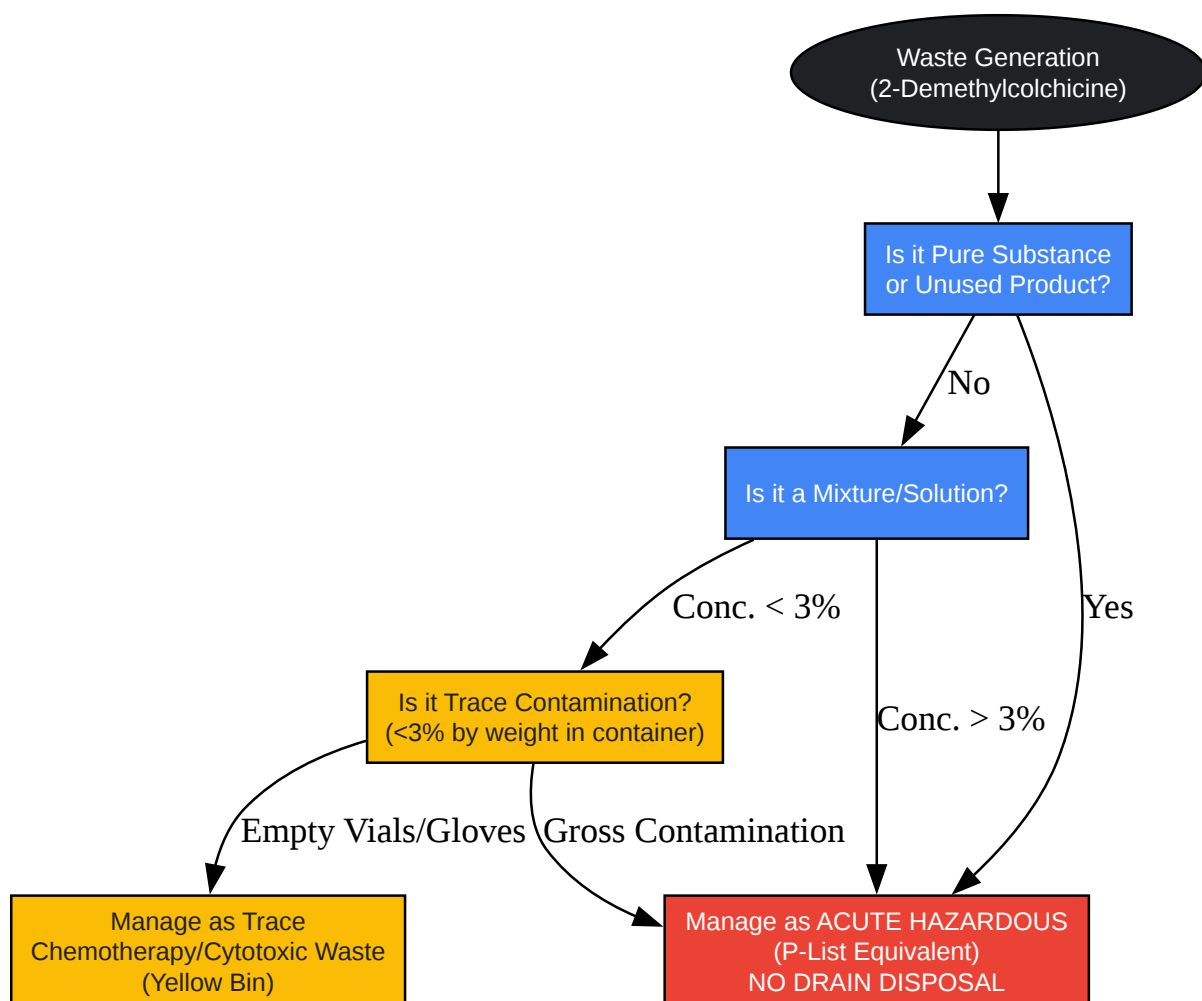 Waste Generation
(2-Demethylcolchicine)
Is it Pure Substance
or Unused Product?
No
Yes
Is it a Mixture/Solution?
Conc. < 3%
Conc. > 3%
Is it Trace Contamination?
(<3% by weight in container)
Empty Vials/Gloves
Gross Contamination
Manage as Trace
Chemotherapy/Cytotoxic Waste
(Yellow Bin)
Manage as ACUTE HAZARDOUS
(P-List Equivalent)
NO DRAIN DISPOSAL